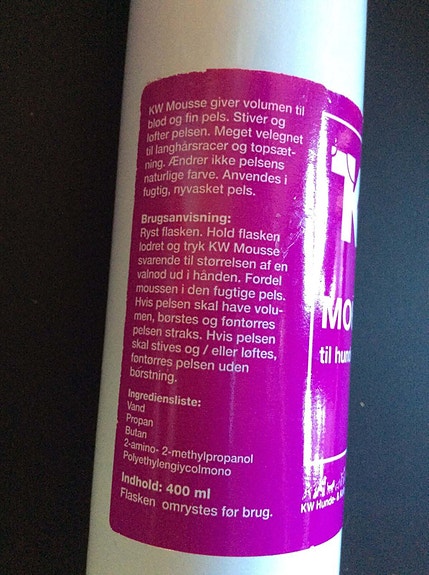 KW Mousse giver volumen til
blød og fin pels. Stiver og
løfter pelsen. Meget velegnet
til langhårsracer og topsæt-
ning. Ændrer ikke pelsens
naturlige farve. Anvendes i
fugtig, nyvasket pels.
Brugsanvisning:
Ryst flasken. Hold flasken
lodret og tryk KW Mousse
svarende til størrelsen af en
valnød ud i hånden. Fordel
moussen i den fugtige pels.
Hvis pelsen skal have volu-
men, børstes og føntørres
pelsen straks. Hvis pelsen
skal stives og / eller løftes,
føntørres pelsen uden
børstning.
Ingrediensliste:
Vand
Propan
Butan
2-amino- 2-methylpropanol
Polyethylengiycolmono
Indhold: 400 ml
Flasken omrystes før brug.
K
MO
til hund
KW Hunde- &